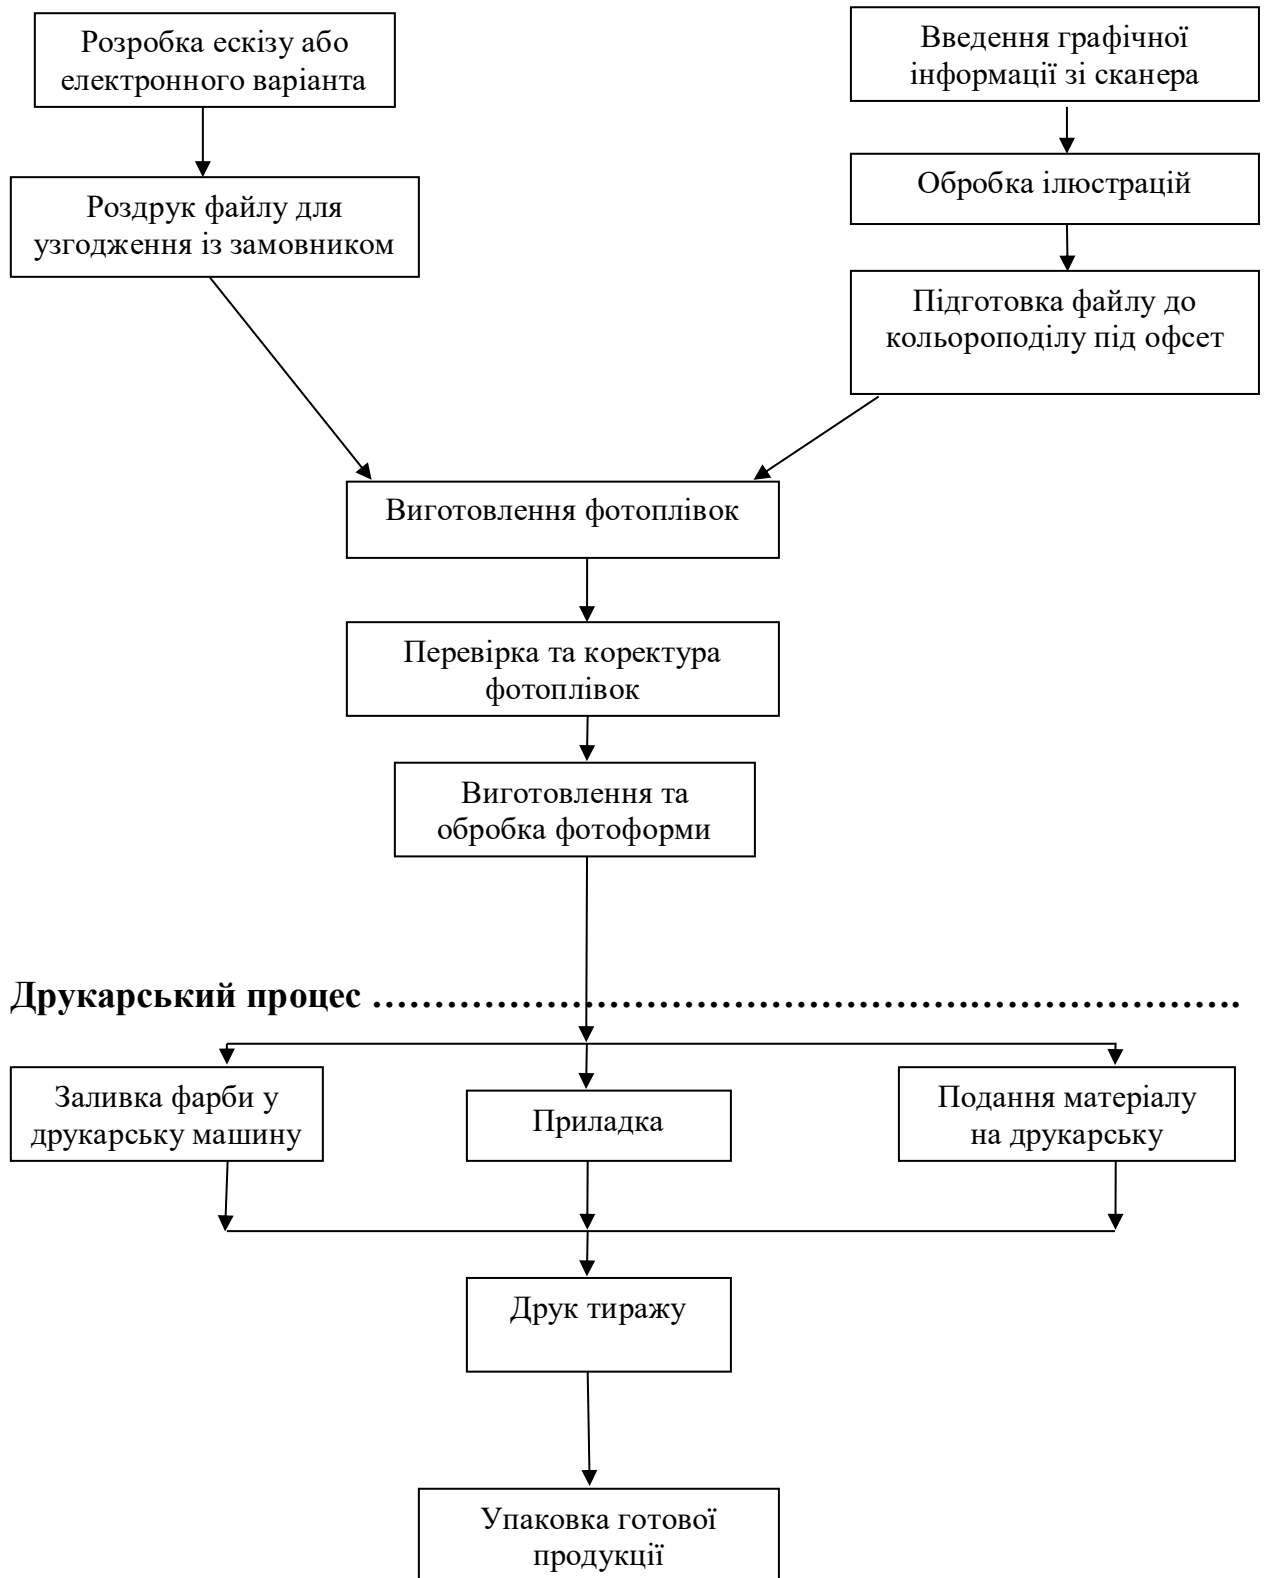 Розробка ескізу або
електронного варіанта
Введення графічної
інформації зі сканера
Роздрук файлу для
узгодження із замовником
Обробка ілюстрацій
Підготовка файлу до
кольороподілу під офсет
Виготовлення фотоплівок
Перевірка та коректура
фотоплівок
Виготовлення та
обробка фотоформи
Друкарський процес …………………………………………………………..
Заливка фарби у
друкарську машину
Приладка
Подання матеріалу
на друкарську
Друк тиражу
Упаковка готової
продукції